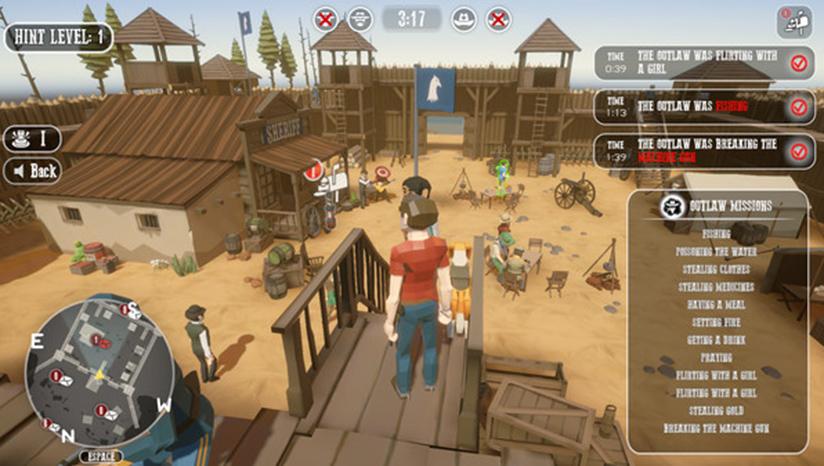 HINT LEVEL: 1
3:17
1
Back
SHERIFF
TIME
0:39
THE OUTLAW WAS FLIRTING WITH
A GIRL
TIME
1:13
THE OUTLAW WAS FISHING
TIME
1:39
THE OUTLAW WAS BREAKING THE
MACHINE GUN
OUTLAW MISSIONS
FISHING
POISONING THE WATER
STEALING CLOTHES
STEALING MEDICINES
HAVING A MEAL
SETTING FIRE
GETING A DRINK
PRAYING
FLIRTING WITH A GIRL
FLIRTING WITH A GIRL
STEALING GOLD
BREAKING THE MACHINE GUN
S
E
W
N
ESPACE